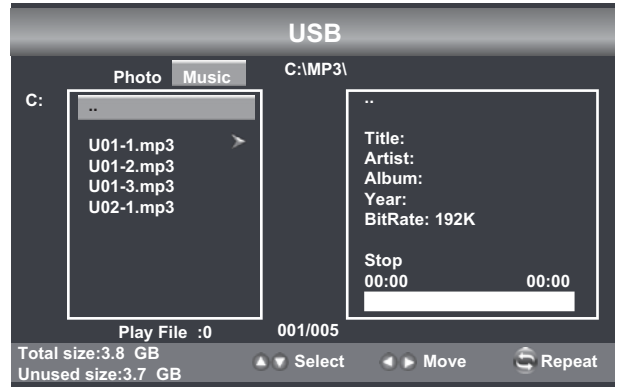 USB
Photo Music C:\MP3\
C:
..
U01-1.mp3
U01-2.mp3
U01-3.mp3
U02-1.mp3
..
Title:
Artist:
Album:
Year:
BitRate: 192K
Stop
00:00 00:00
Play File :0 001/005
Total size:3.8 GB
Unused size:3.7 GB
Select Move Repeat